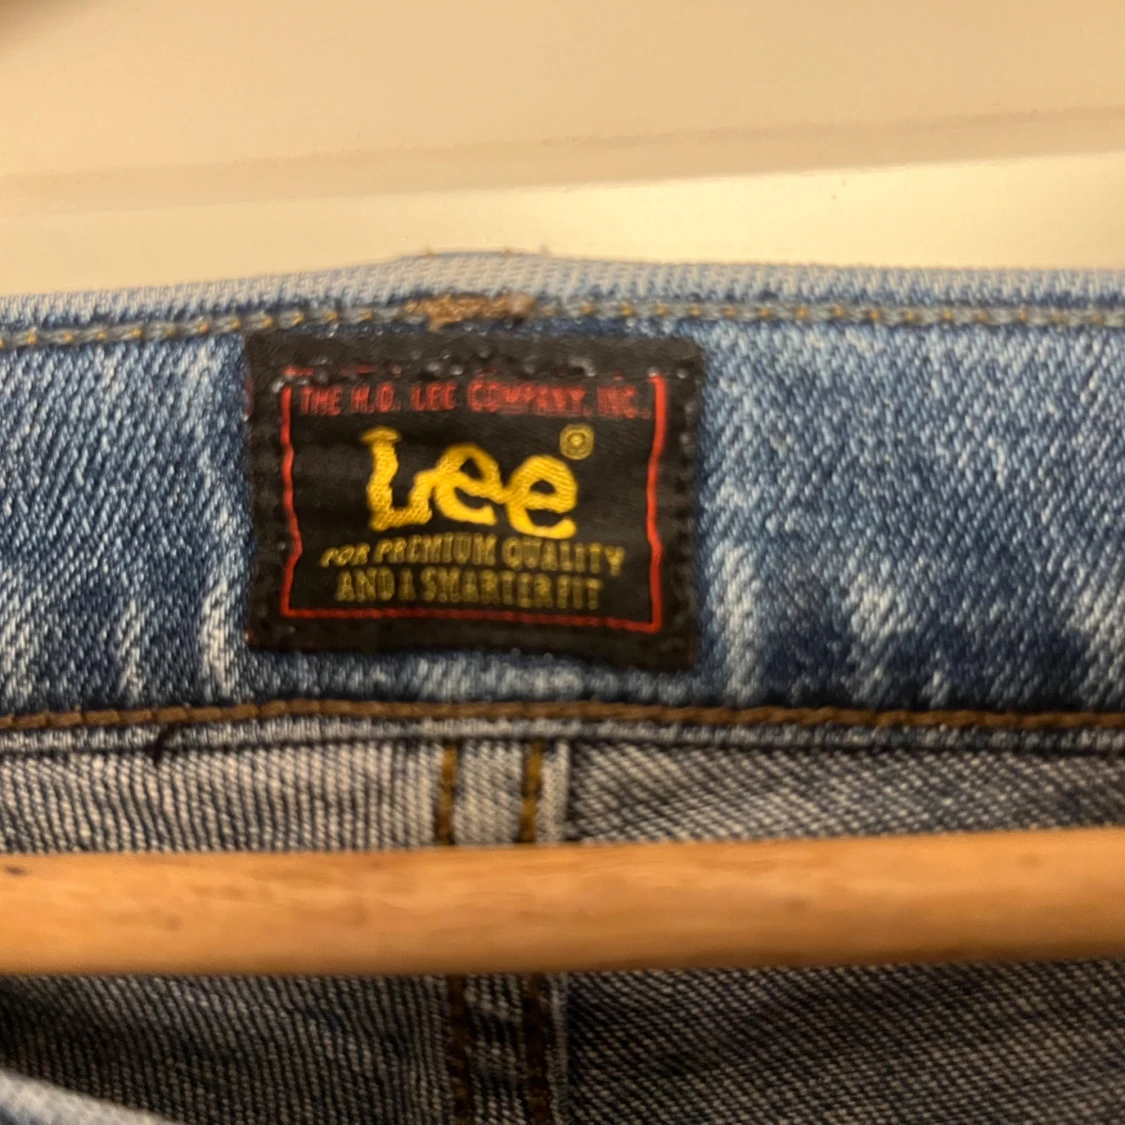 THE H.D. LEE COMPANY, INC.
Lee®
FOR PREMIUM QUALITY
AND A SMARTER FIT